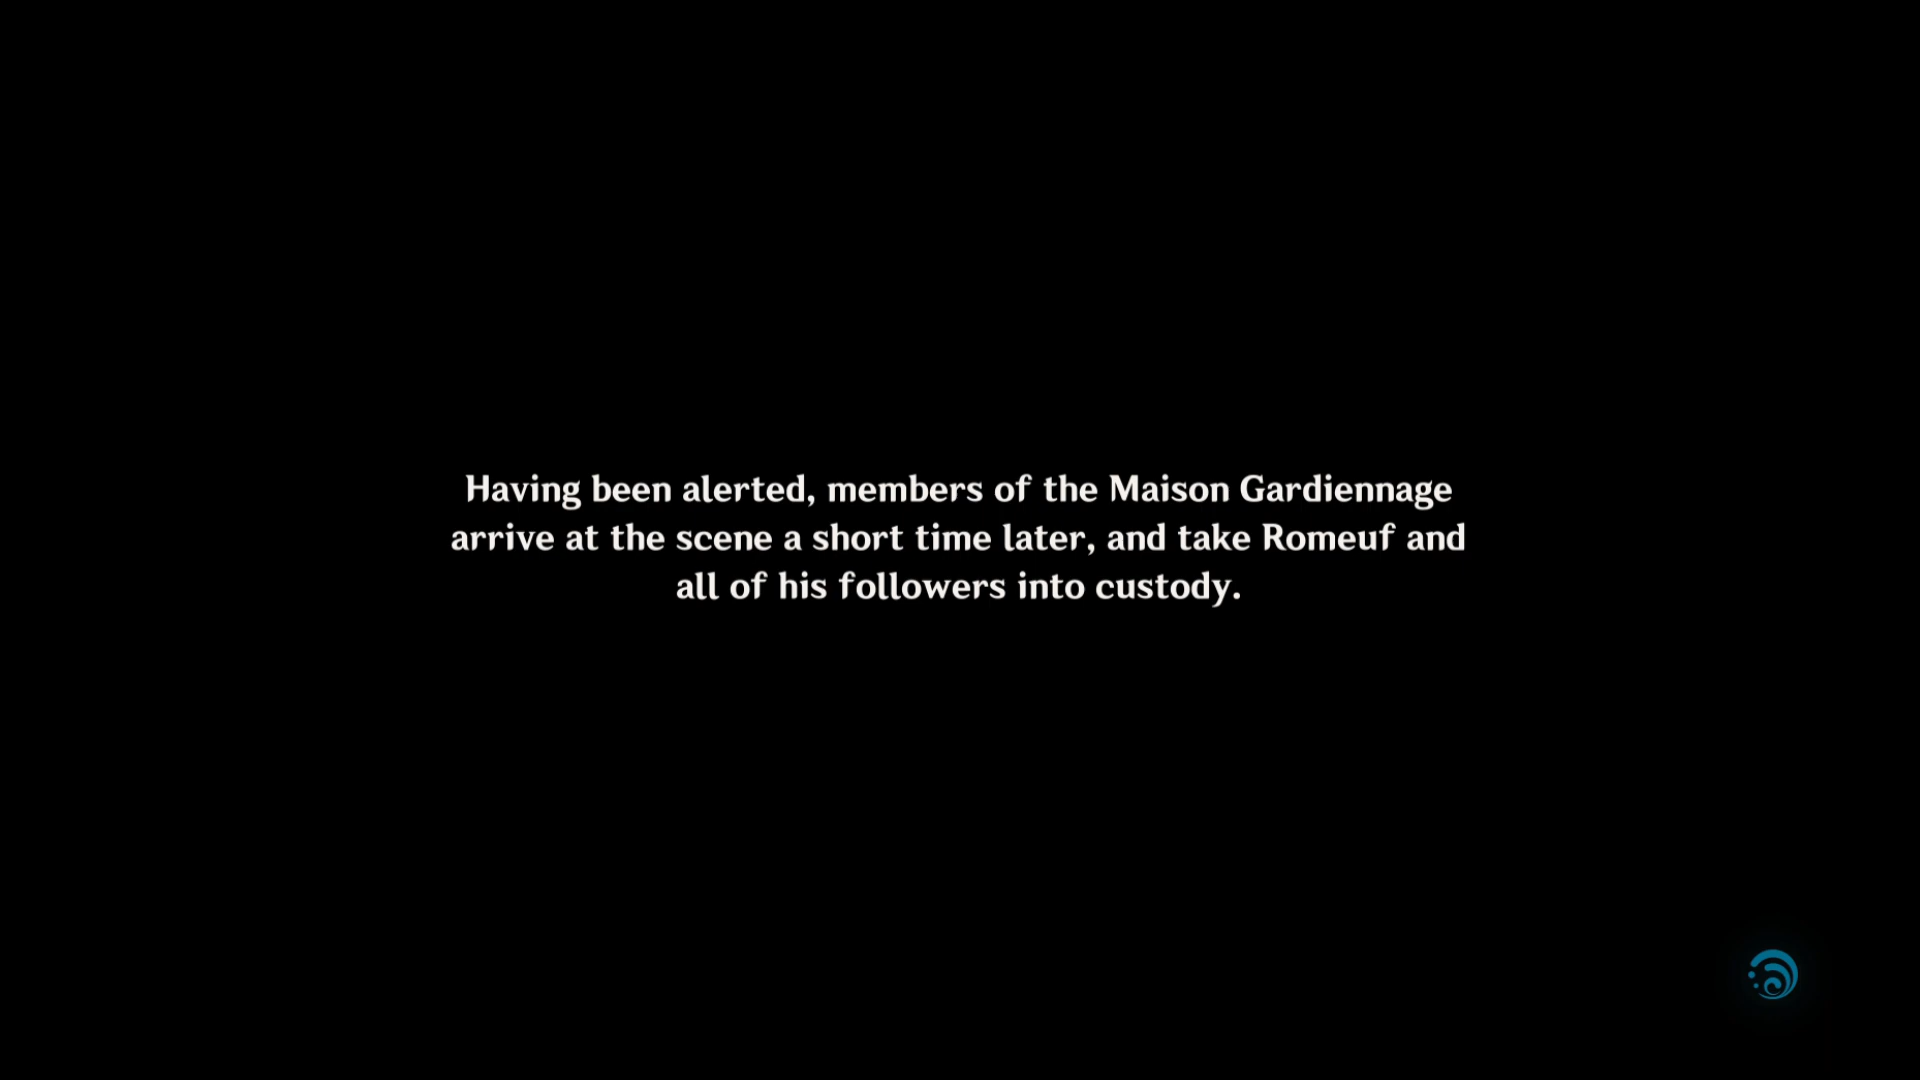 Having been alerted, members of the Maison Gardiennage
arrive at the scene a short time later, and take Romeuf and
all of his followers into custody.